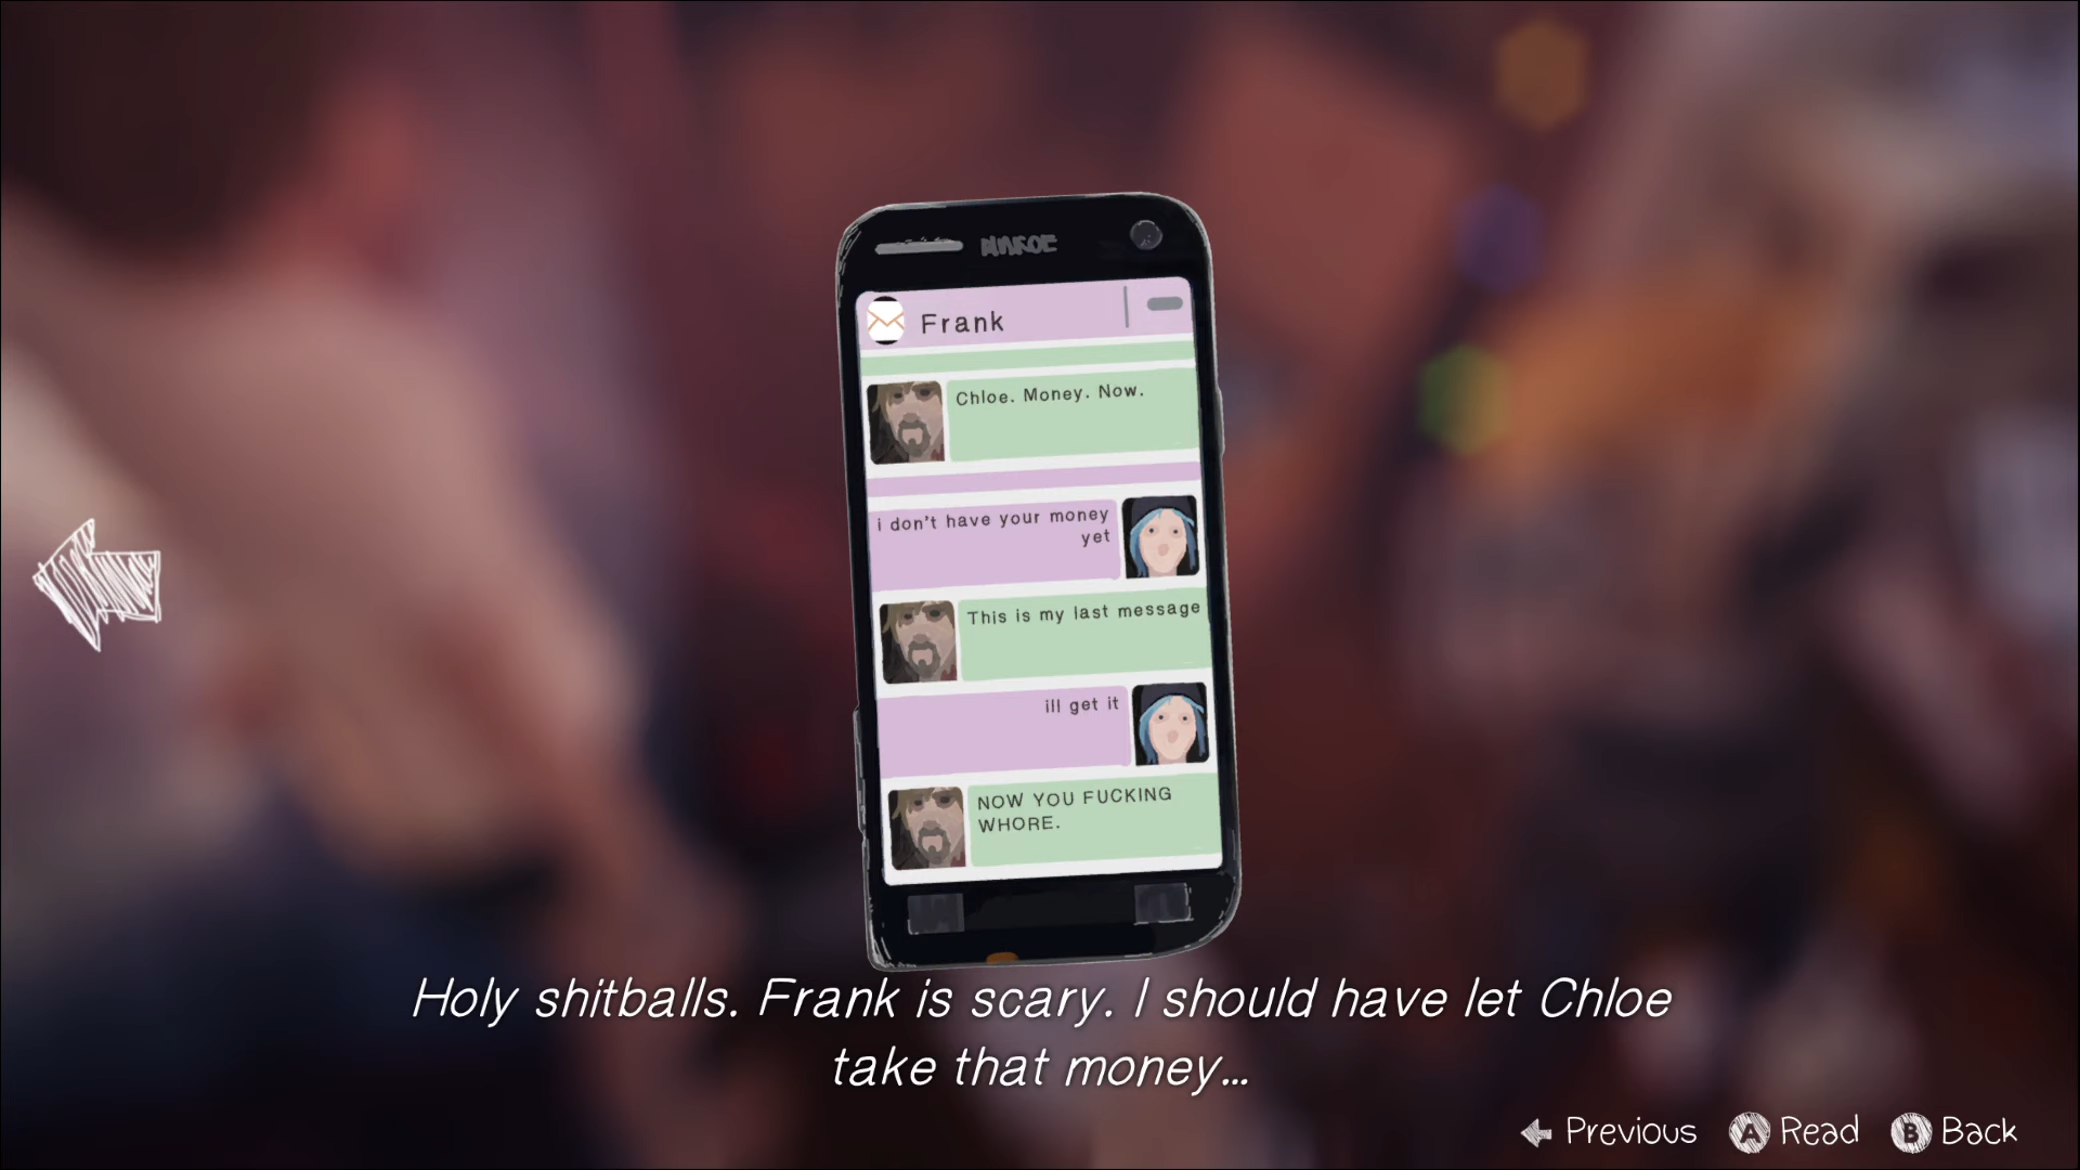 Frank
Chloe. Money. Now.
i don't have your money
yet
This is my last message
ill get it
NOW YOU FUCKING
WHORE.
Holy shitballs. Frank is scary. I should have let Chloe
take that money...
Previous
A Read
B Back